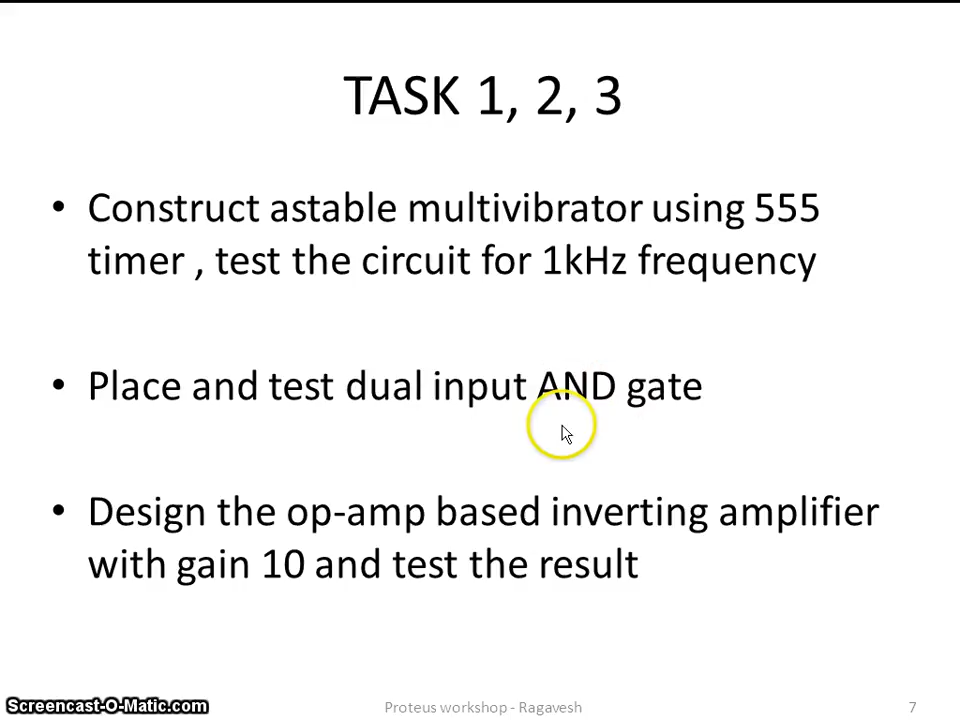 TASK 1, 2, 3
• Construct astable multivibrator using 555
timer , test the circuit for 1kHz frequency
• Place and test dual input AND gate
• Design the op-amp based inverting amplifier
with gain 10 and test the result
Screencast-O-Matic.com
Proteus workshop - Ragavesh
7